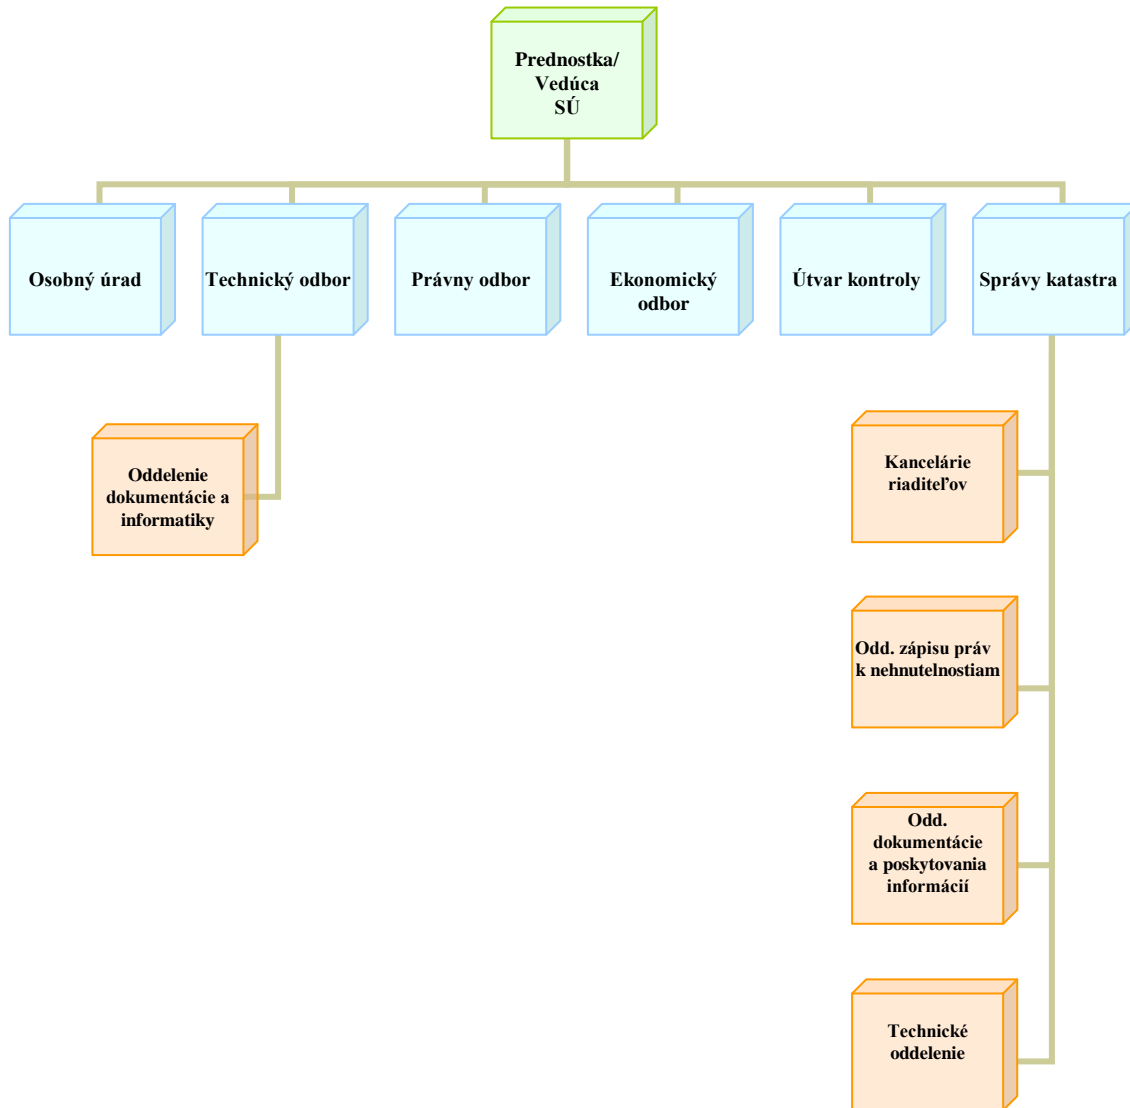 Prednostka/
Vedúca
SÚ
Osobný úrad
Technický odbor
Právny odbor
Ekonomický
odbor
Útvar kontroly
Správy katastra
Oddelenie
dokumentácie a
informatiky
Kancelárie
riaditeľov
Odd. zápisu práv
k nehnutelnostiam
Odd.
dokumentácie
a poskytovania
informácií
Technické
oddelenie